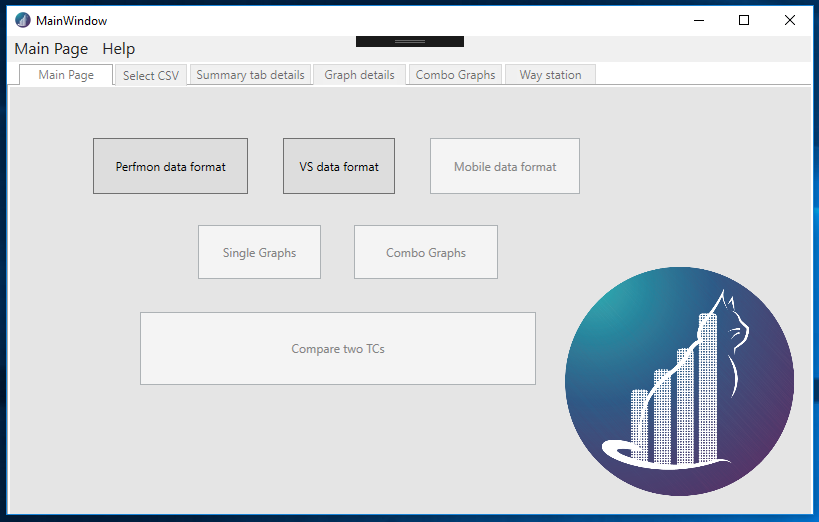 MainWindow
Main Page Help
Main Page Select CSV Summary tab details Graph details Combo Graphs Way station
Perfmon data format VS data format Mobile data format
Single Graphs Combo Graphs
Compare two TCs